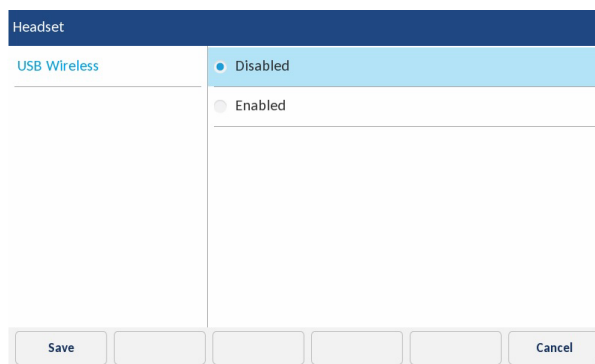 Headset
USB Wireless
Disabled
Enabled
Save
Cancel